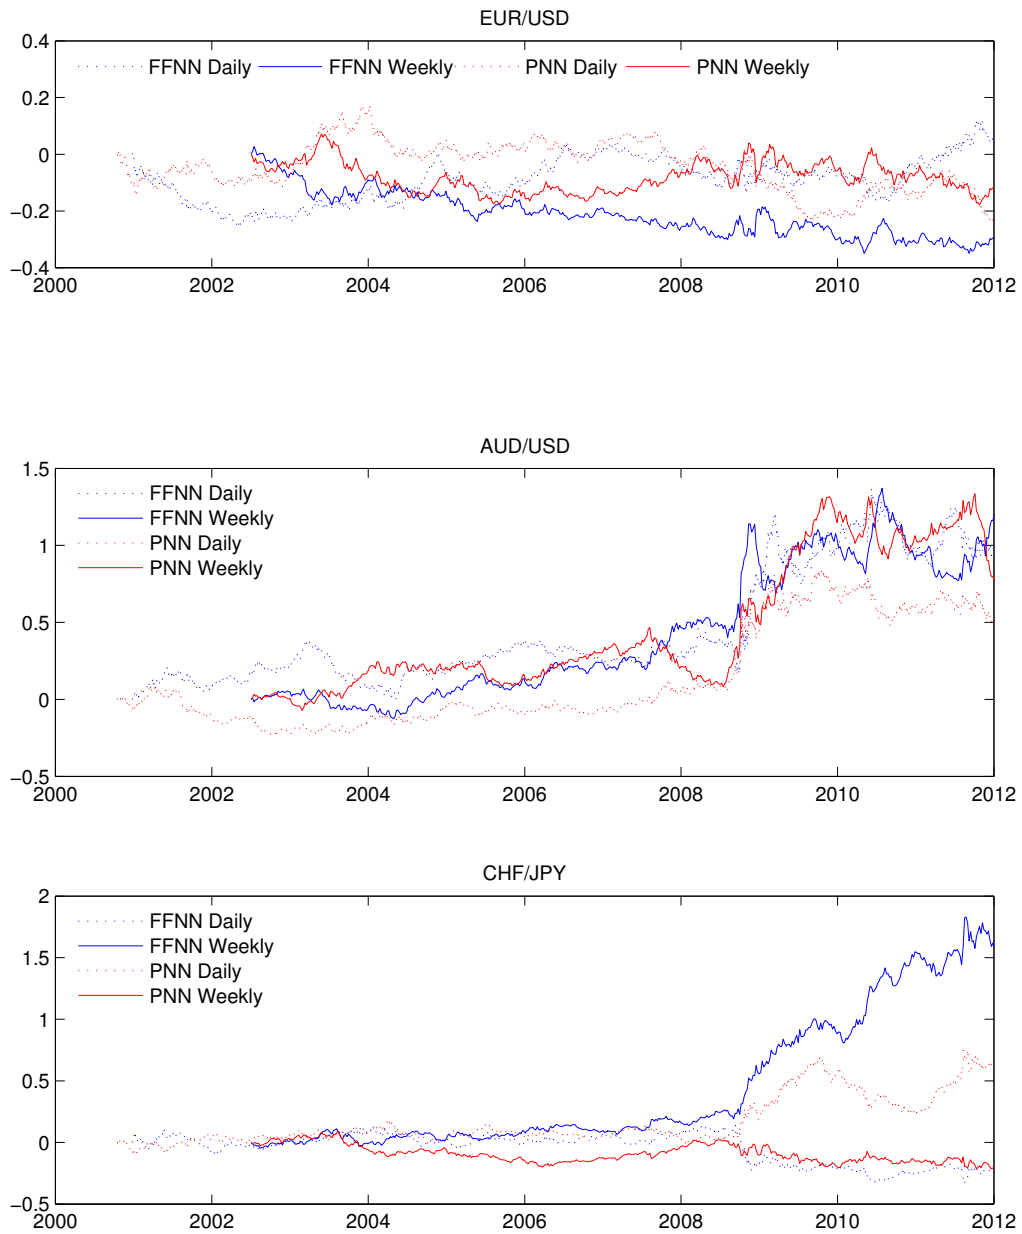 EUR/USD
0.4
FFNN Daily FFNN Weekly PNN Daily PNN Weekly
0.2
0
−0.2
−0.4
2000 2002 2004 2006 2008 2010 2012
AUD/USD
1.5
FFNN Daily
FFNN Weekly
1
PNN Daily
PNN Weekly
0.5
0
−0.5
2000 2002 2004 2006 2008 2010 2012
CHF/JPY
2
FFNN Daily
FFNN Weekly
1.5
PNN Daily
PNN Weekly
1
0.5
0
−0.5
2000 2002 2004 2006 2008 2010 2012